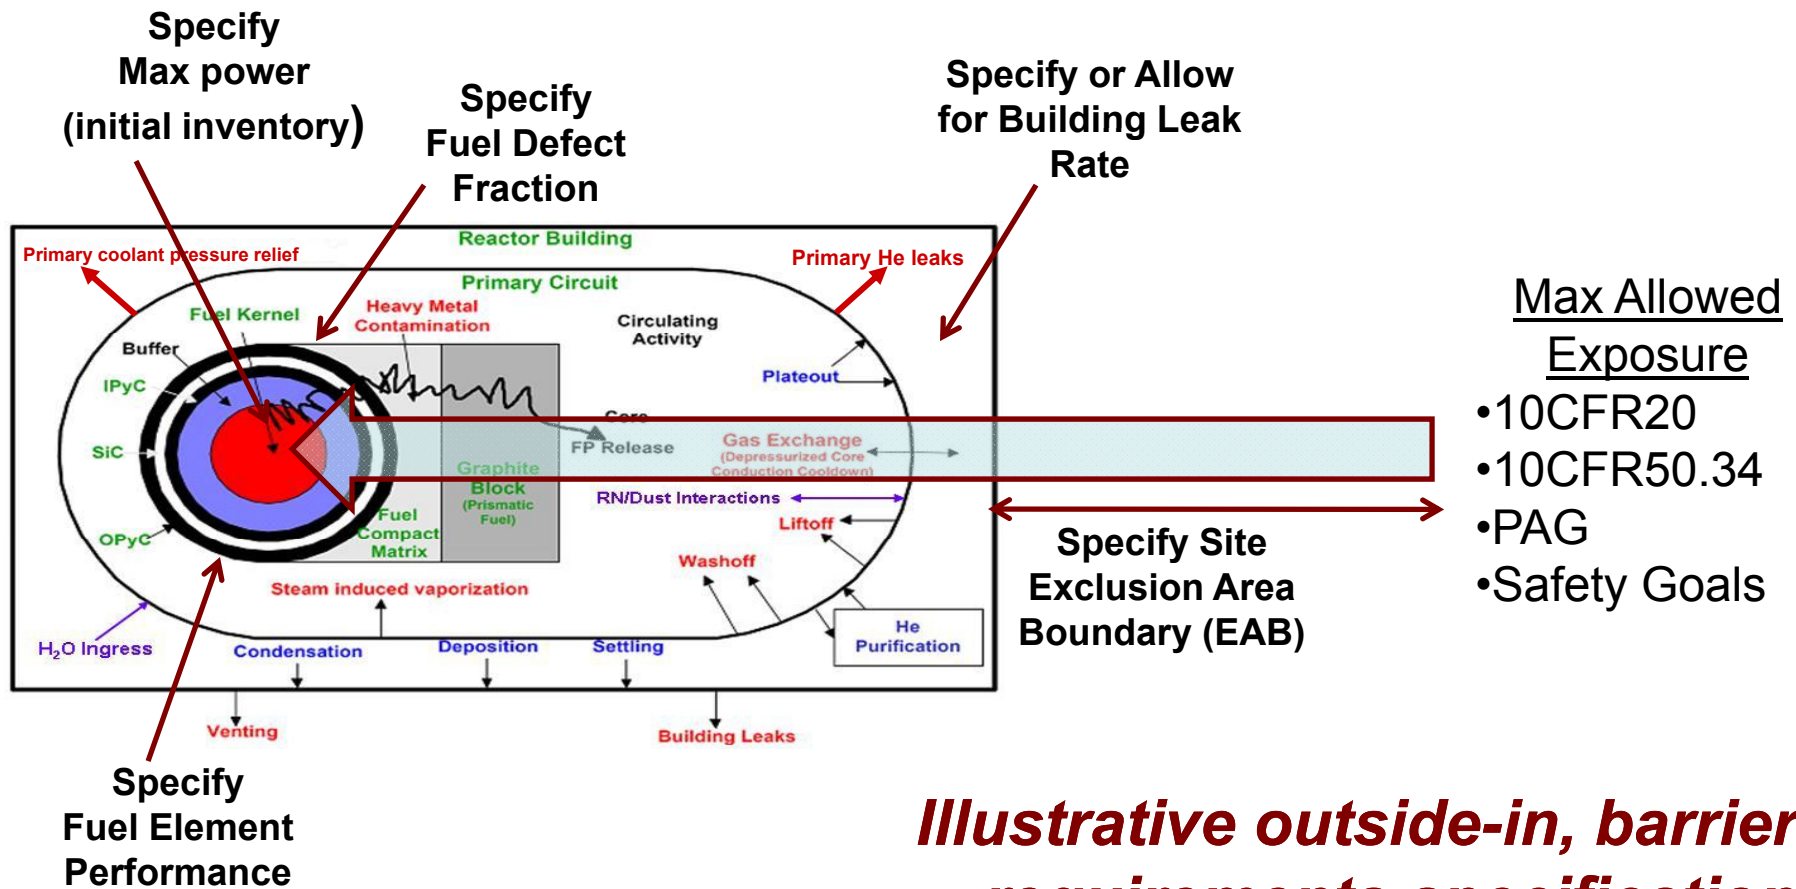 Specify
Max power
(initial inventory)
Specify
Fuel Defect
Fraction
Specify or Allow
for Building Leak
Rate
Reactor Building
Primary coolant pressure relief
Primary He leaks
Primary Circuit
Fuel Kernel
Heavy Metal
Contamination
Circulating
Activity
Buffer
IPyC
Plateout
SiC
Core
FP Release
Gas Exchange
(Depressurized Core
Conduction Cooldown)
Graphite
Block
(Prismatic
Fuel)
RN/Dust Interactions
Fuel
Compact
Matrix
OPyC
Liftoff
Washoff
Steam induced vaporization
H₂O Ingress
Condensation
Deposition
Settling
He
Purification
Venting
Building Leaks
Specify Site
Exclusion Area
Boundary (EAB)
Max Allowed
Exposure
•10CFR20
•10CFR50.34
•PAG
•Safety Goals
Specify
Fuel Element
Performance
Illustrative outside-in, barrier
requirements specification